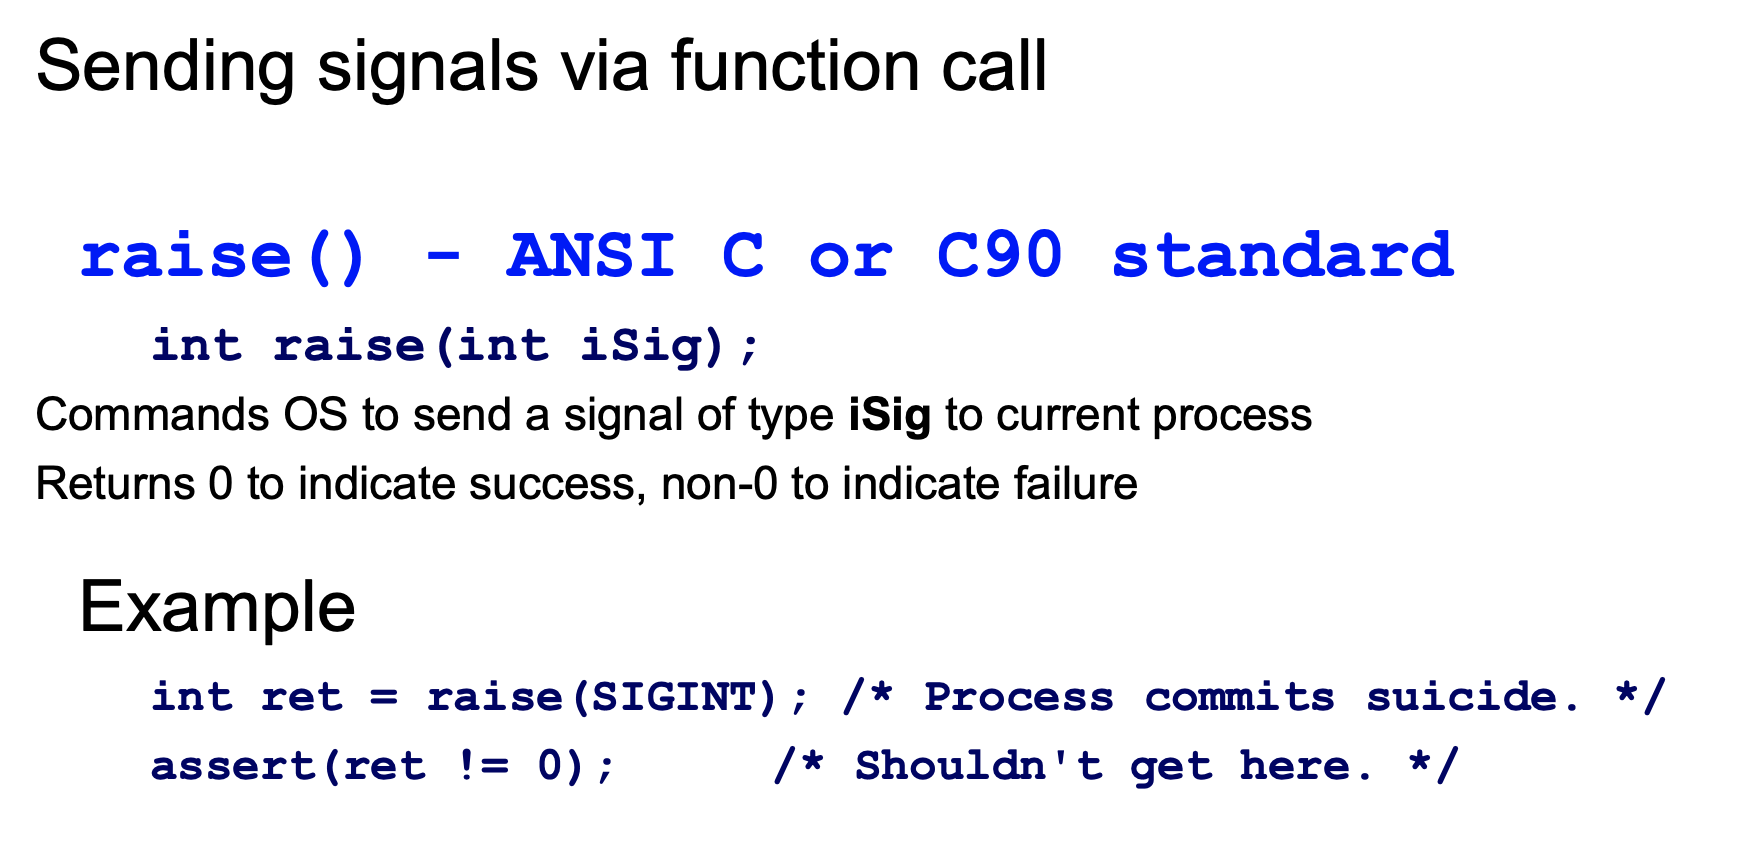 Sending signals via function call
raise() - ANSI C or C90 standard
int raise(int iSig);
Commands OS to send a signal of type iSig to current process
Returns 0 to indicate success, non-0 to indicate failure
Example
int ret = raise(SIGINT); /* Process commits suicide. */
assert(ret != 0); /* Shouldn't get here. */